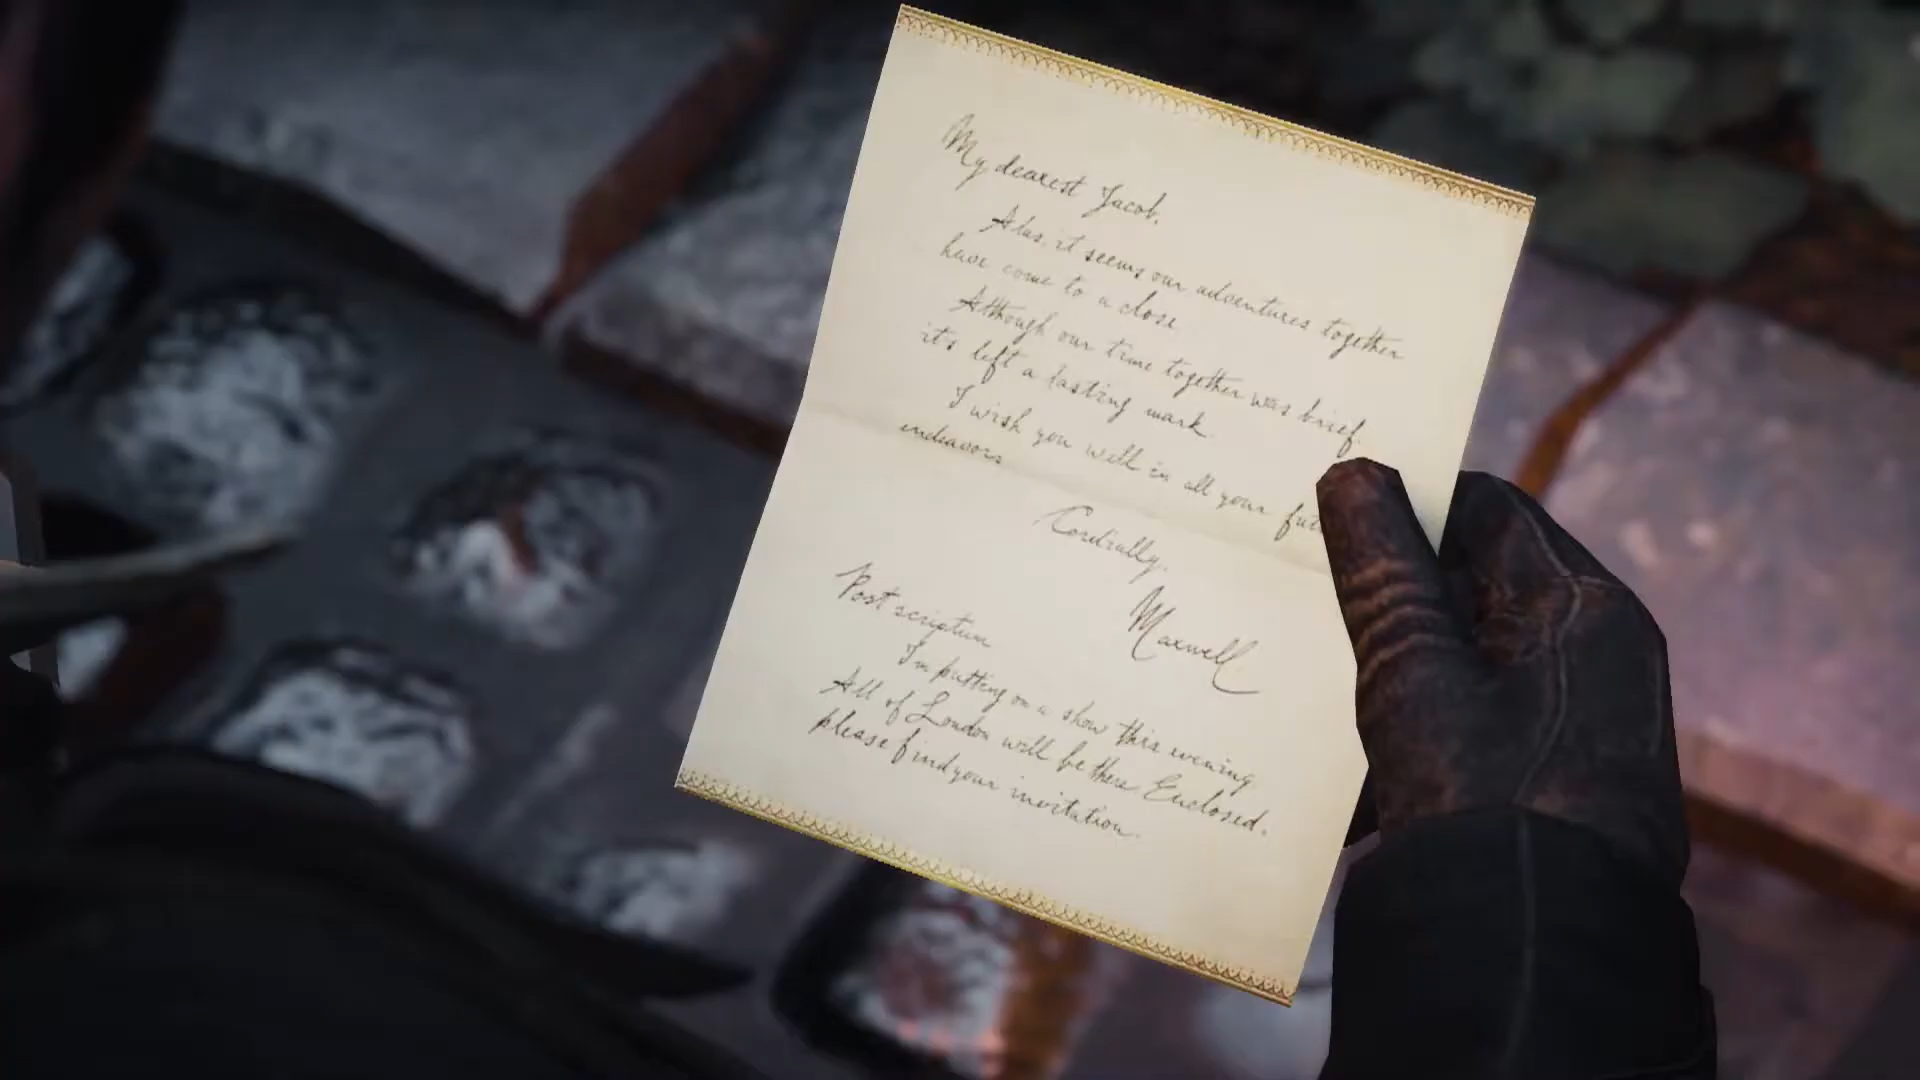 My dearest Jacob,
Alas, it seems our adventures together
have come to a close.
Although our time together was brief,
it's left a lasting mark.
I wish you well in all your fut
endeavors
Cordially,
Maxwell
Post scriptum
I'm putting on a show this evening.
All of London will be there. Enclosed,
please find your invitation.